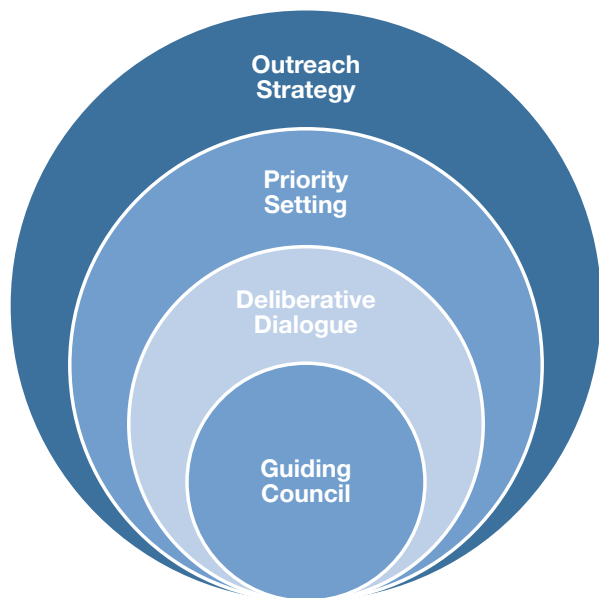 Outreach
Strategy
Priority
Setting
Deliberative
Dialogue
Guiding
Council